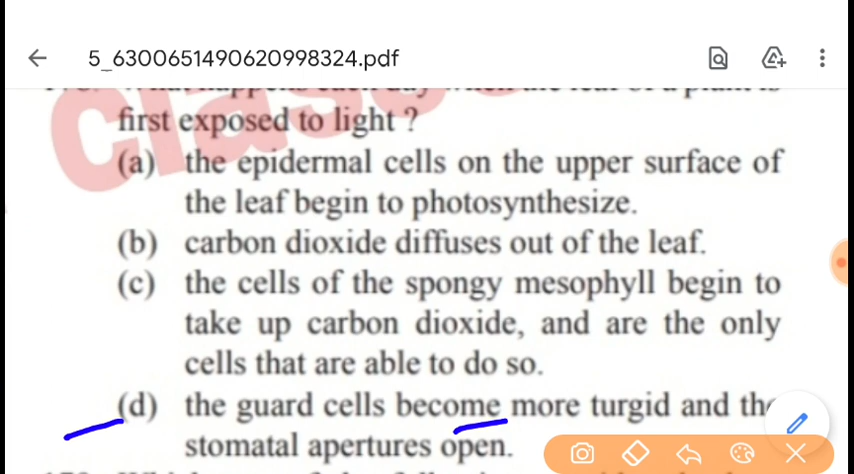 5_6300651490620998324.pdf
first exposed to light ?
(a) the epidermal cells on the upper surface of
the leaf begin to photosynthesize.
(b) carbon dioxide diffuses out of the leaf.
(c) the cells of the spongy mesophyll begin to
take up carbon dioxide, and are the only
cells that are able to do so.
(d) the guard cells become more turgid and the
stomatal apertures open.